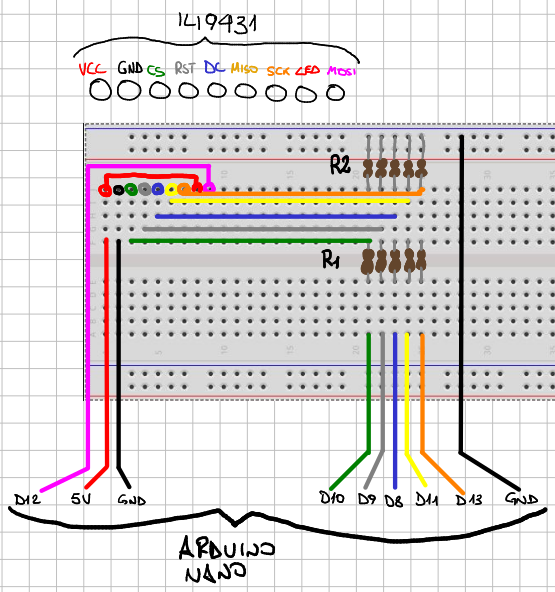 ILI9431
VCC GND CS RST DC MISO SCK LED MOSI
R2
R1
5 10 15 20 30
D12 5V GND D10 D9 D8 D11 D13 GND
ARDUINO
NANO